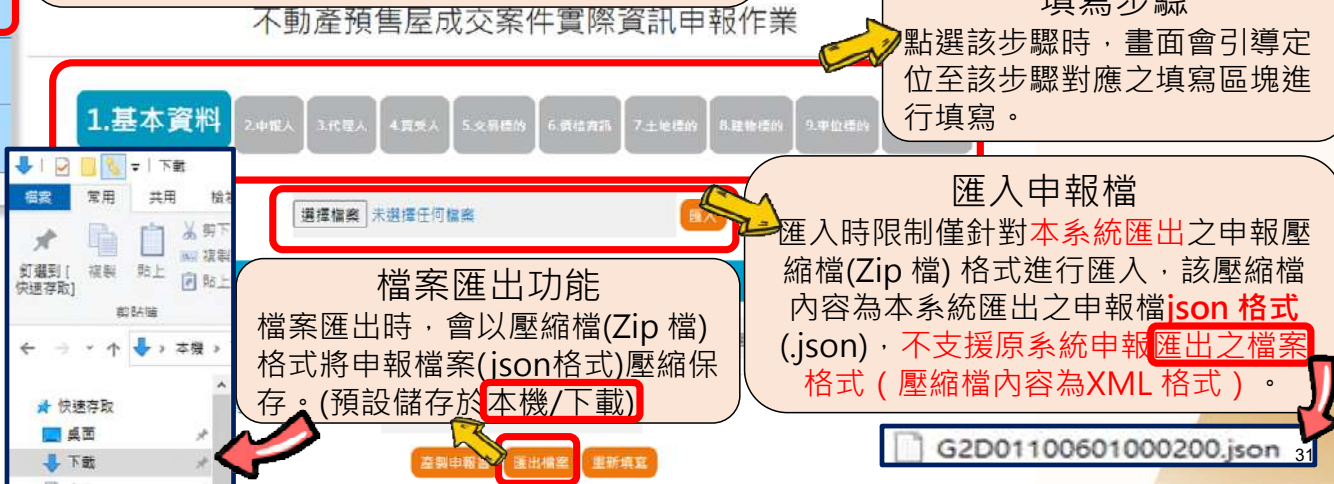 不動產預售屋成交案件實際資訊申報作業
填寫步驟
點選該步驟時，畫面會引導定
位至該步驟對應之填寫區塊進
行填寫。
1.基本資料
2.申報人
3.代理人
4.買受人
5.交易標的
6.價格資訊
7.土地標的
8.建物標的
9.車位標的
選擇檔案 未選擇任何檔案
匯入
匯入申報檔
匯入時限制僅針對本系統匯出之申報壓
縮檔(Zip 檔) 格式進行匯入，該壓縮檔
內容為本系統匯出之申報檔json 格式
(.json)，不支援原系統申報匯出之檔案
格式（壓縮檔內容為XML 格式）。
下載
檔案 常用 共用
釘選到 [
快速存取]
複製
貼上
剪下
剪貼簿
本機
快速存取
桌面
下載
檔案匯出功能
檔案匯出時，會以壓縮檔(Zip 檔)
格式將申報檔案(json格式)壓縮保
存。(預設儲存於本機/下載)
產製申報書
匯出檔案
重新填寫
G2D01100601000200.json
31